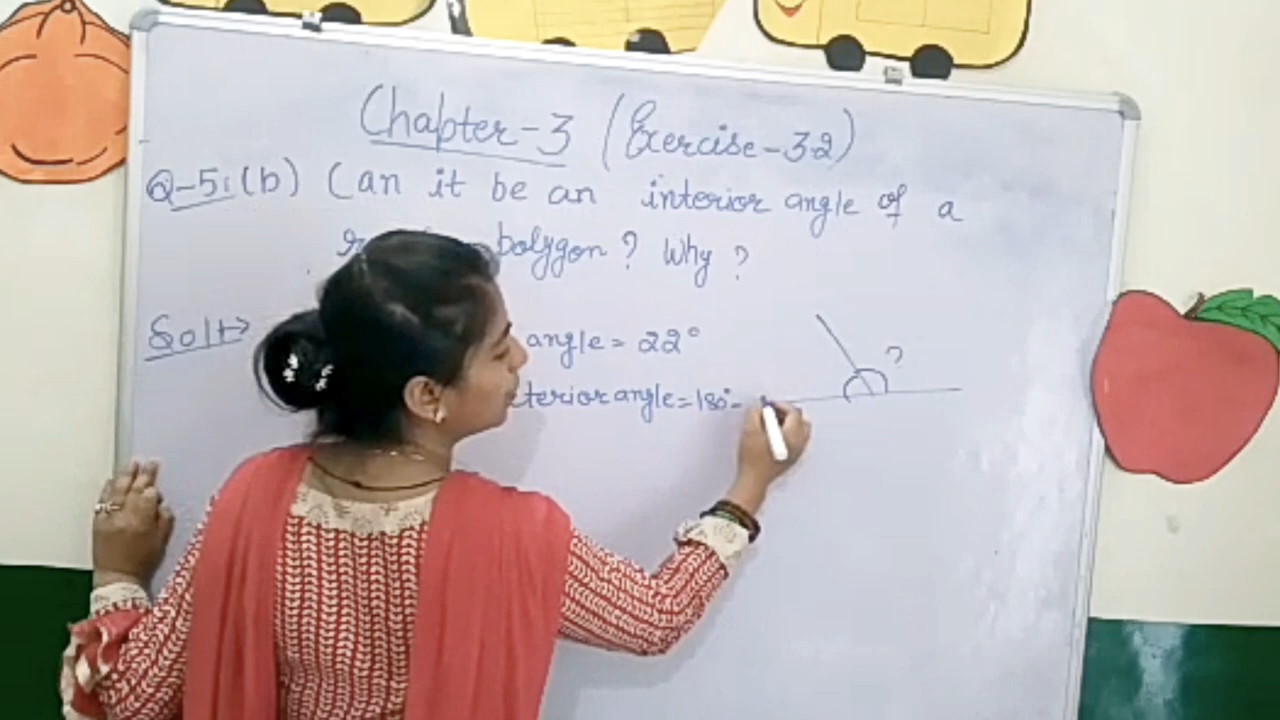 Chapter-3 (Exercise-3.2)
Q-5:(b) Can it be an interior angle of a
polygon? Why?
Sol:→ angle = 22°
terior angle = 180° -
?